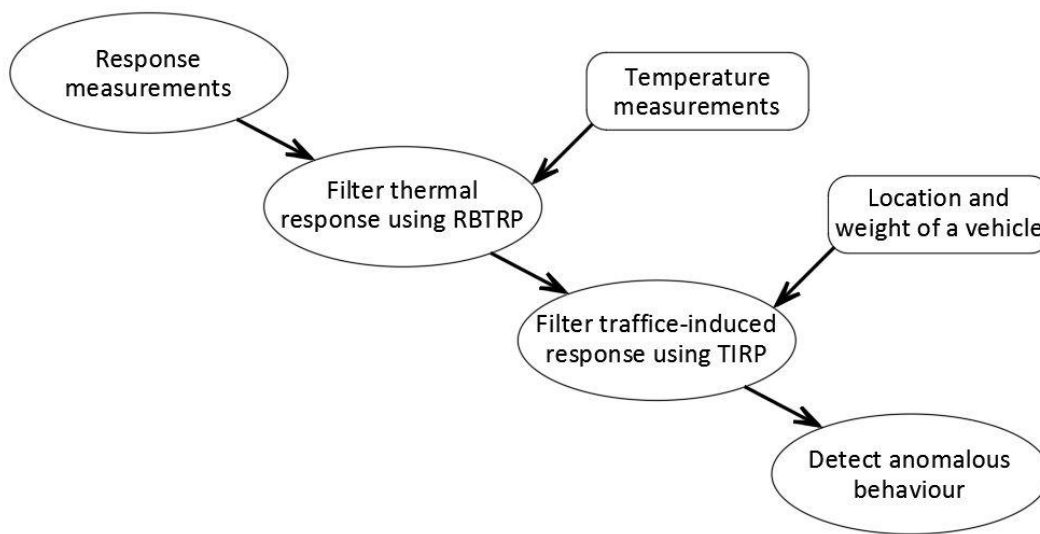 Response
measurements
Temperature
measurements
Filter thermal
response using RBTRP
Location and
weight of a vehicle
Filter traffice-induced
response using TIRP
Detect anomalous
behaviour